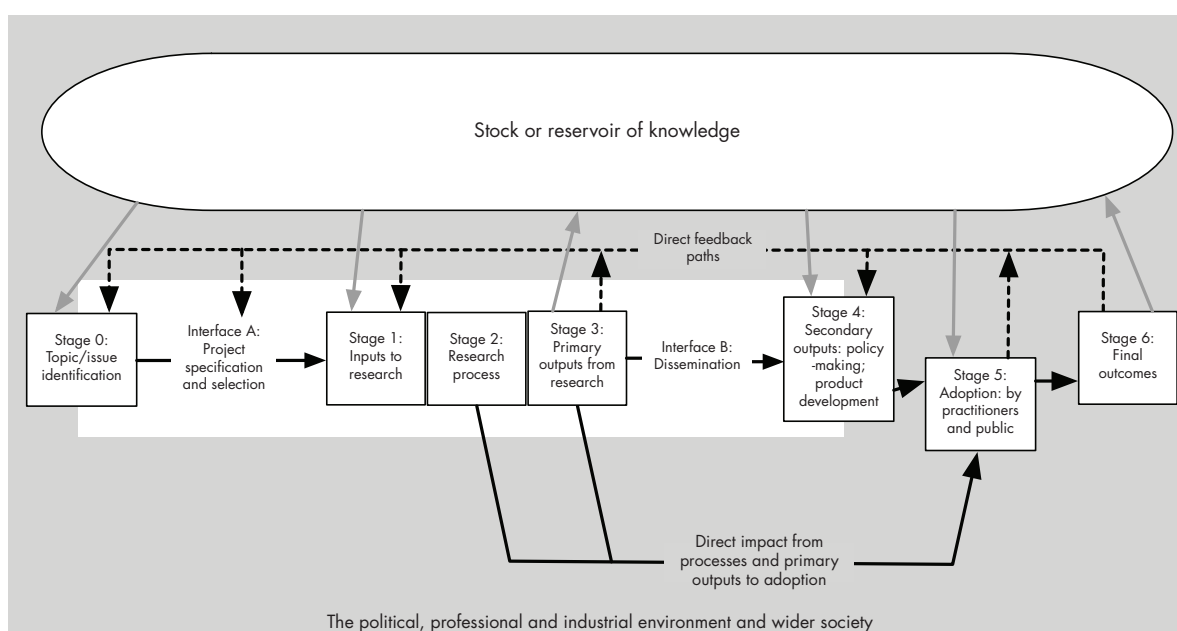 Stock or reservoir of knowledge
Direct feedback
paths
Stage 0:
Topic/issue
identification
Interface A:
Project
specification
and selection
Stage 1:
Inputs to
research
Stage 2:
Research
process
Stage 3:
Primary
outputs from
research
Interface B:
Dissemination
Stage 4:
Secondary
outputs: policy
-making;
product
development
Stage 5:
Adoption: by
practitioners
and public
Stage 6:
Final
outcomes
Direct impact from
processes and primary
outputs to adoption
The political, professional and industrial environment and wider society